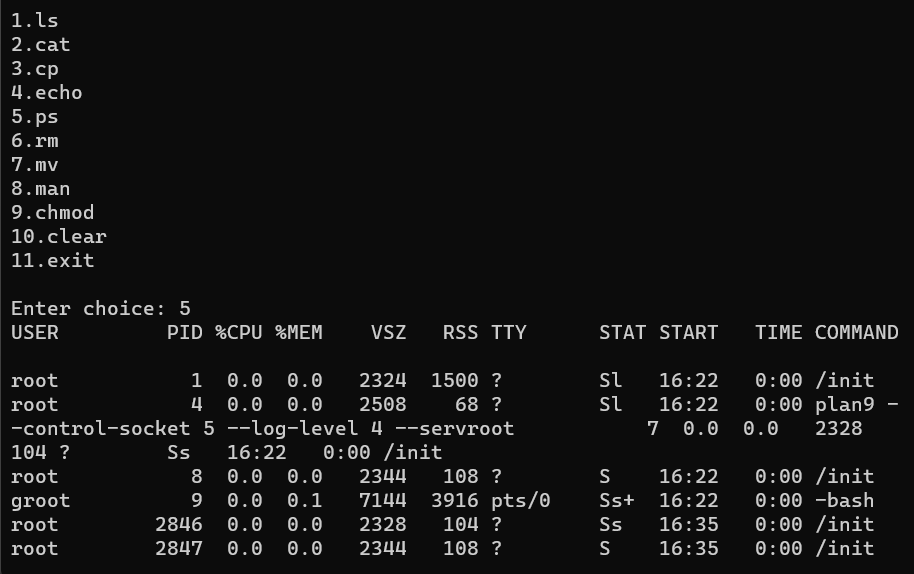 1.ls
2.cat
3.cp
4.echo
5.ps
6.rm
7.mv
8.man
9.chmod
10.clear
11.exit
Enter choice: 5
USER         PID %CPU %MEM    VSZ   RSS TTY      STAT START   TIME COMMAND
root           1  0.0  0.0   2324  1500 ?        Sl   16:22   0:00 /init
root           4  0.0  0.0   2508    68 ?        Sl   16:22   0:00 plan9 -
-control-socket 5 --log-level 4 --servroot           7  0.0  0.0   2328
104 ?        Ss   16:22   0:00 /init
root           8  0.0  0.0   2344   108 ?        S    16:22   0:00 /init
groot          9  0.0  0.1   7144  3916 pts/0    Ss+  16:22   0:00 -bash
root        2846  0.0  0.0   2328   104 ?        Ss   16:35   0:00 /init
root        2847  0.0  0.0   2344   108 ?        S    16:35   0:00 /init